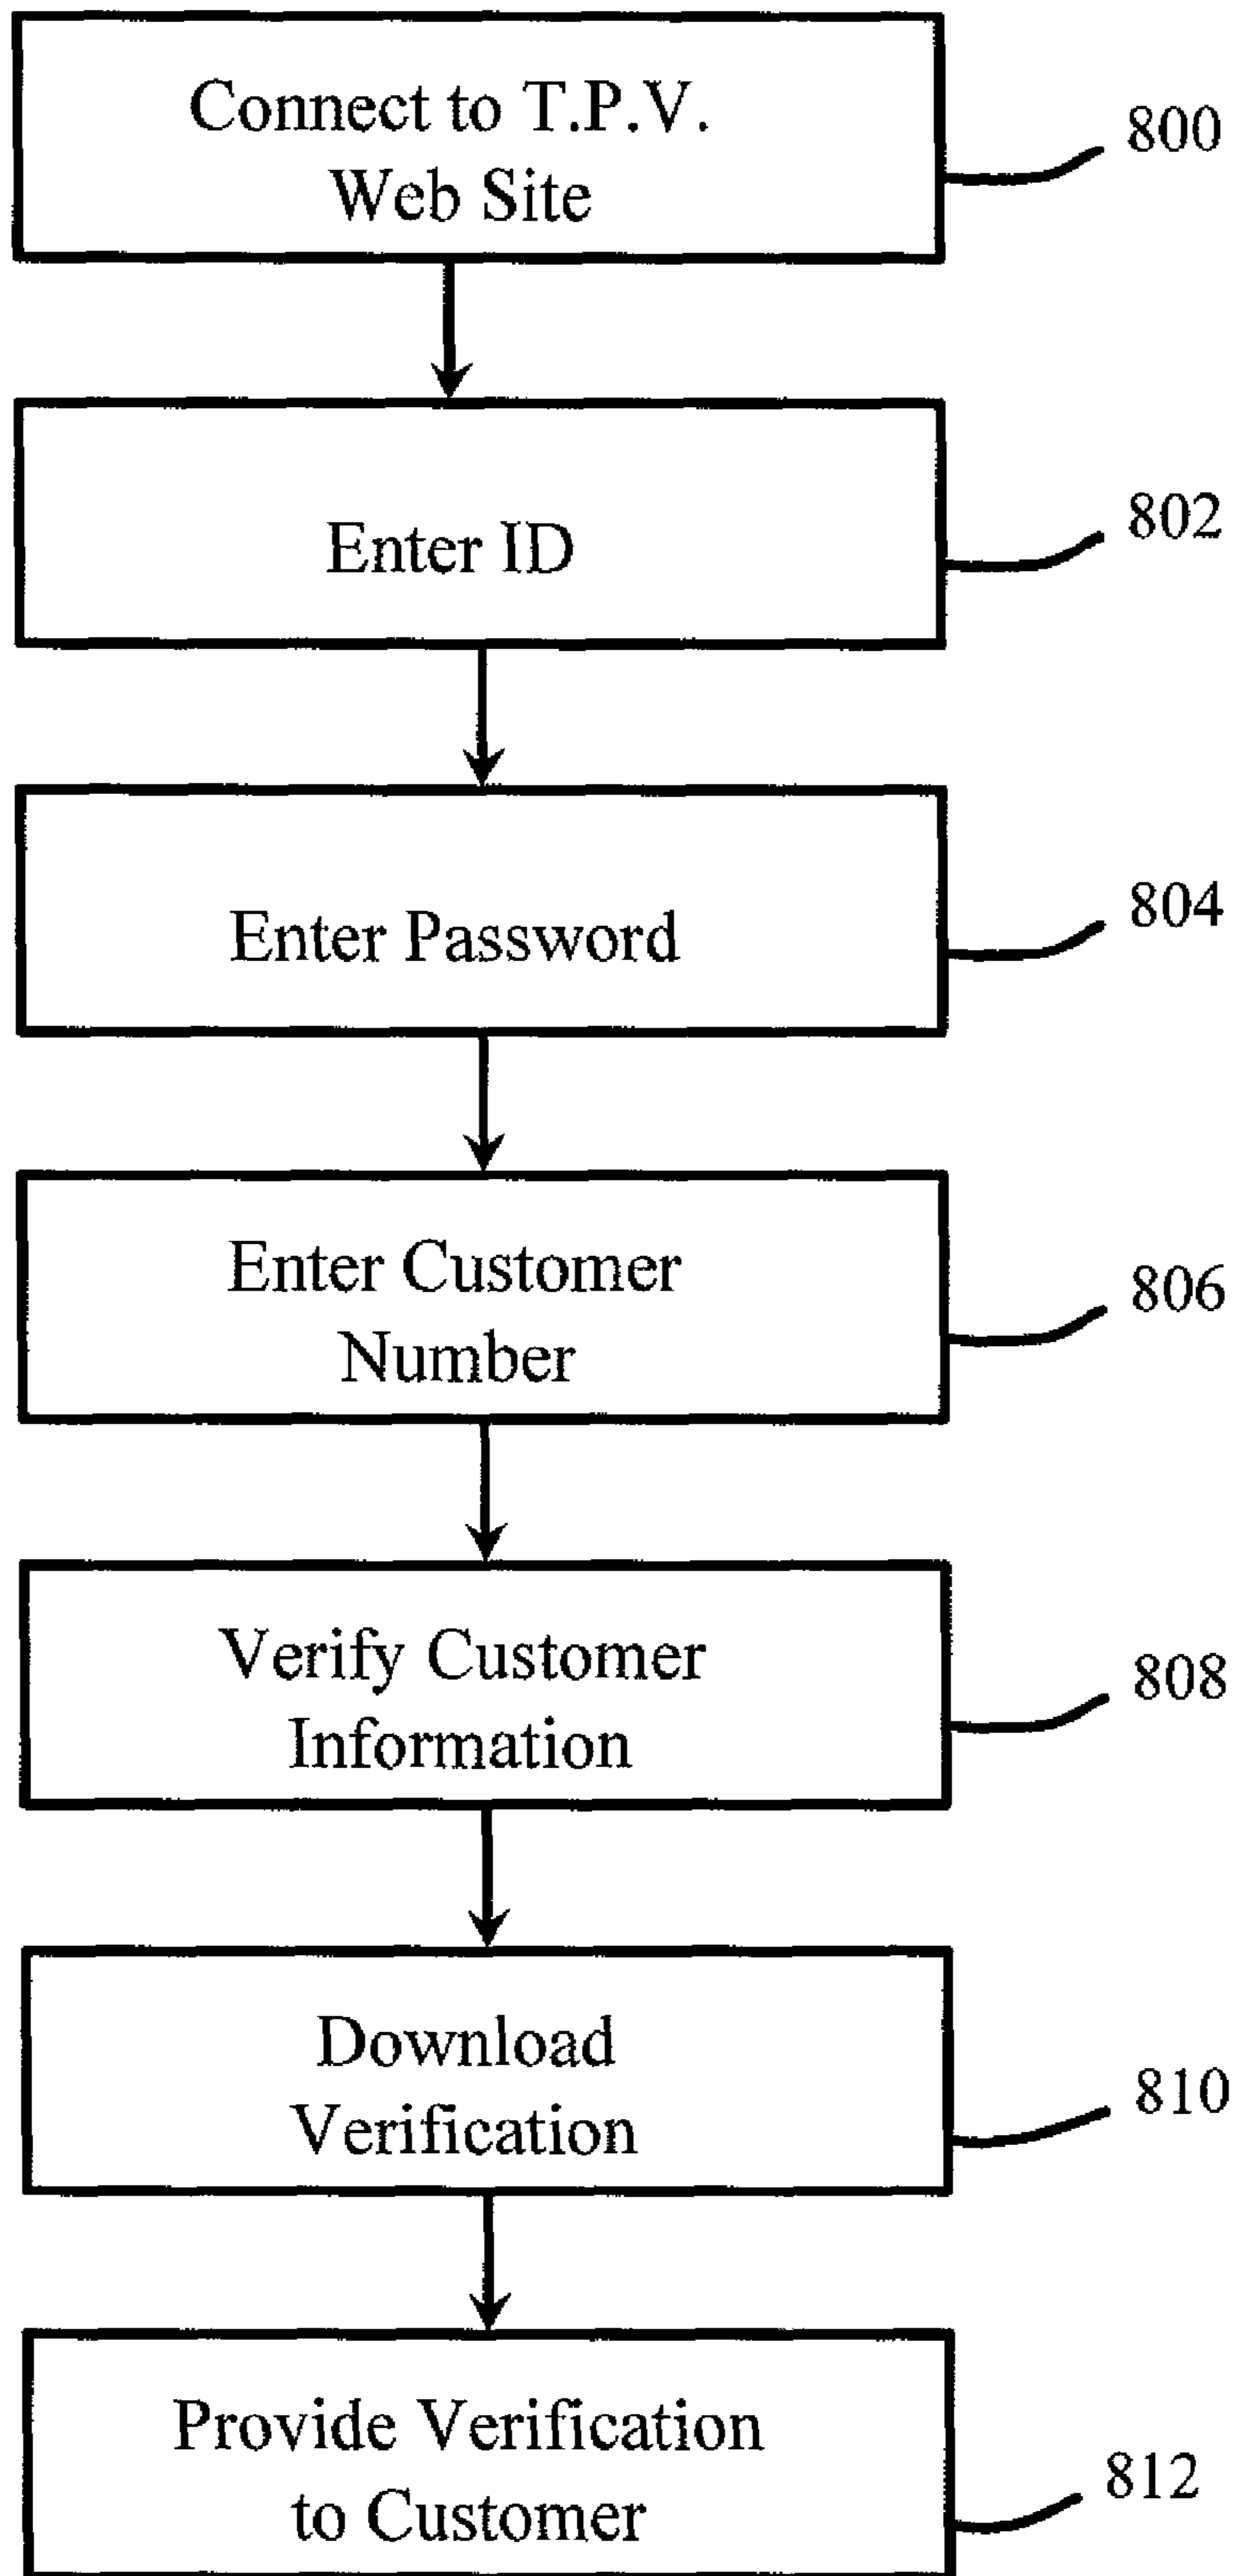 Connect to T.P.V.
Web Site
800
Enter ID
802
Enter Password
804
Enter Customer
Number
806
Verify Customer
Information
808
Download
Verification
810
Provide Verification
to Customer
812